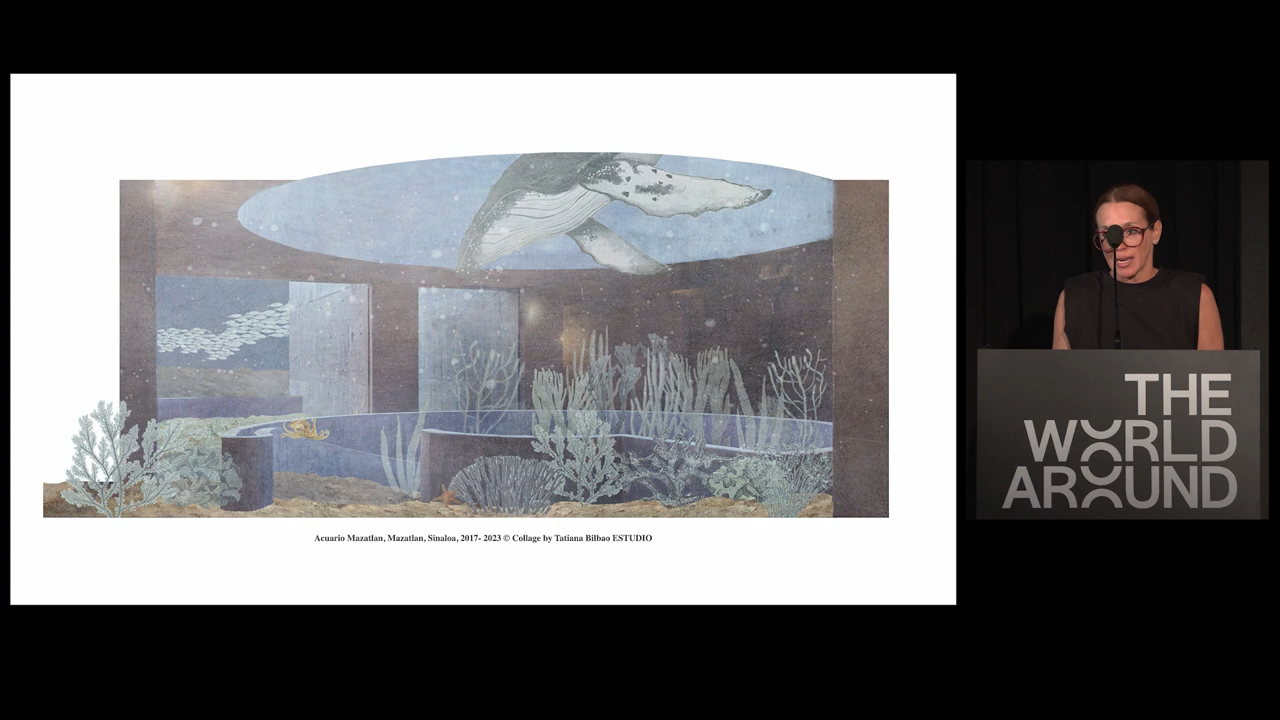 Acuario Mazatlan, Mazatlan, Sinaloa, 2017- 2023 © Collage by Tatiana Bilbao ESTUDIO
THE
WORLD
AROUND